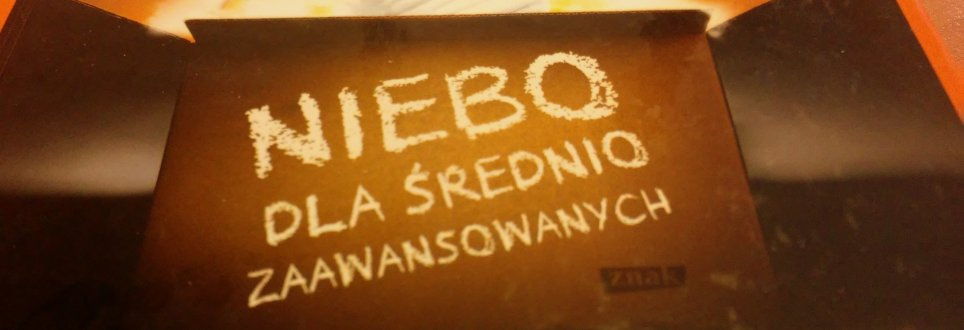 NIEBO
DLA ŚREDNIO
ZAAWANSOWANYCH
znak